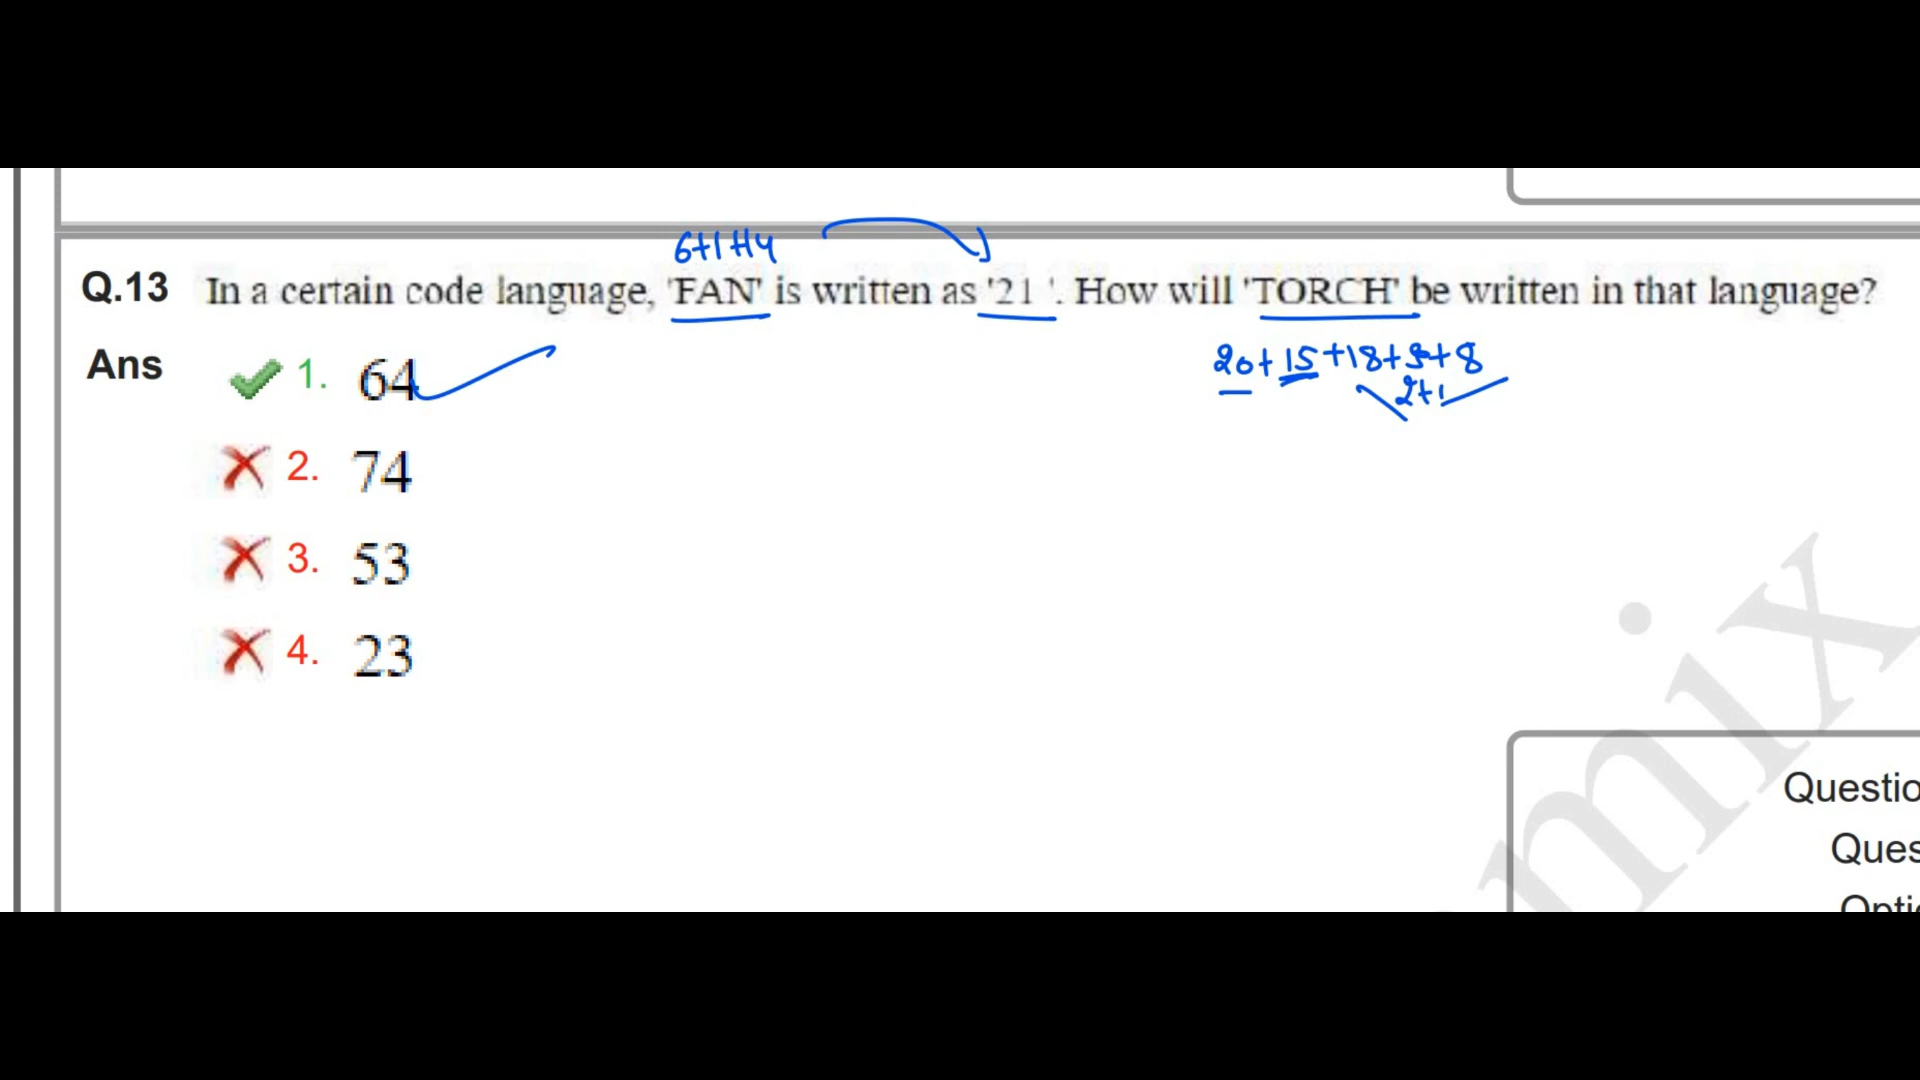 6+1+14
Q.13 In a certain code language, 'FAN' is written as '21 '. How will 'TORCH' be written in that language?
20+15+18+3+8
2+1
Ans 1. 64
2. 74
3. 53
4. 23
mix
Questio
Ques
Optio